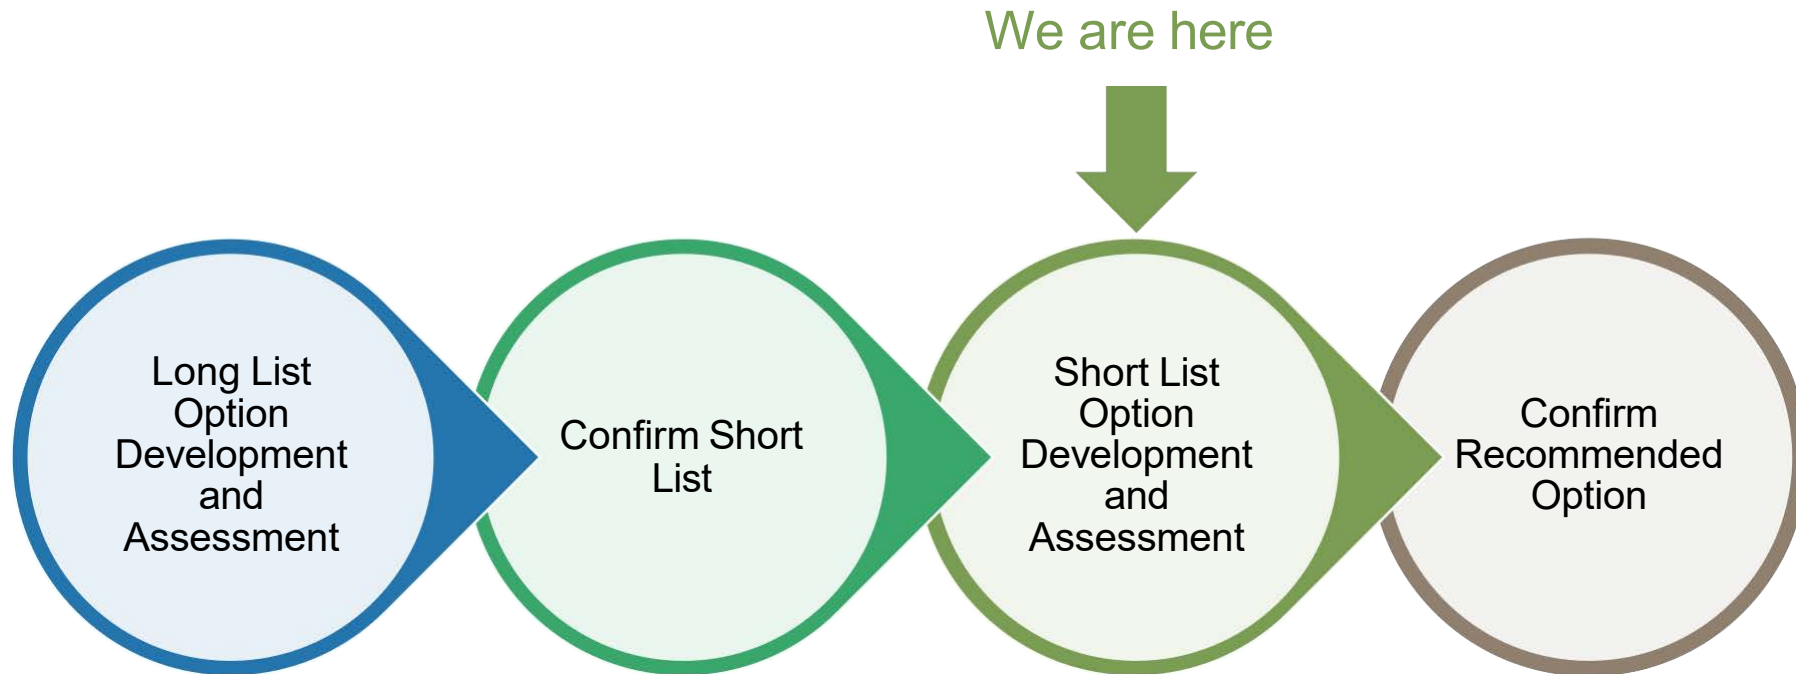 We are here
Long List
Option
Development
and
Assessment
Confirm Short
List
Short List
Option
Development
and
Assessment
Confirm
Recommended
Option